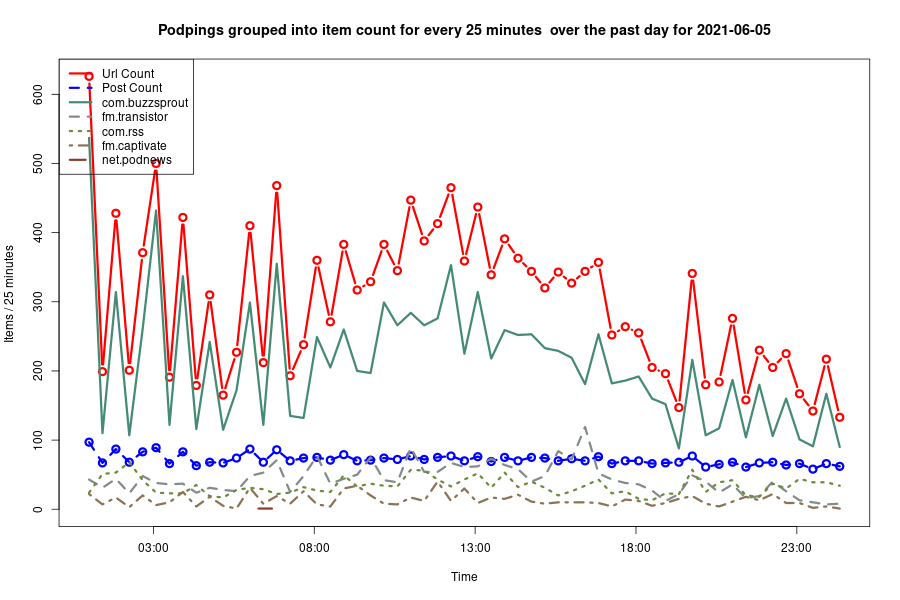 Podpings grouped into item count for every 25 minutes  over the past day for 2021-06-05
Url Count
Post Count
com.buzzsprout
fm.transistor
com.rss
fm.captivate
net.podnews
Items / 25 minutes
600
500
400
300
200
100
0
03:00 08:00 13:00 18:00 23:00
Time